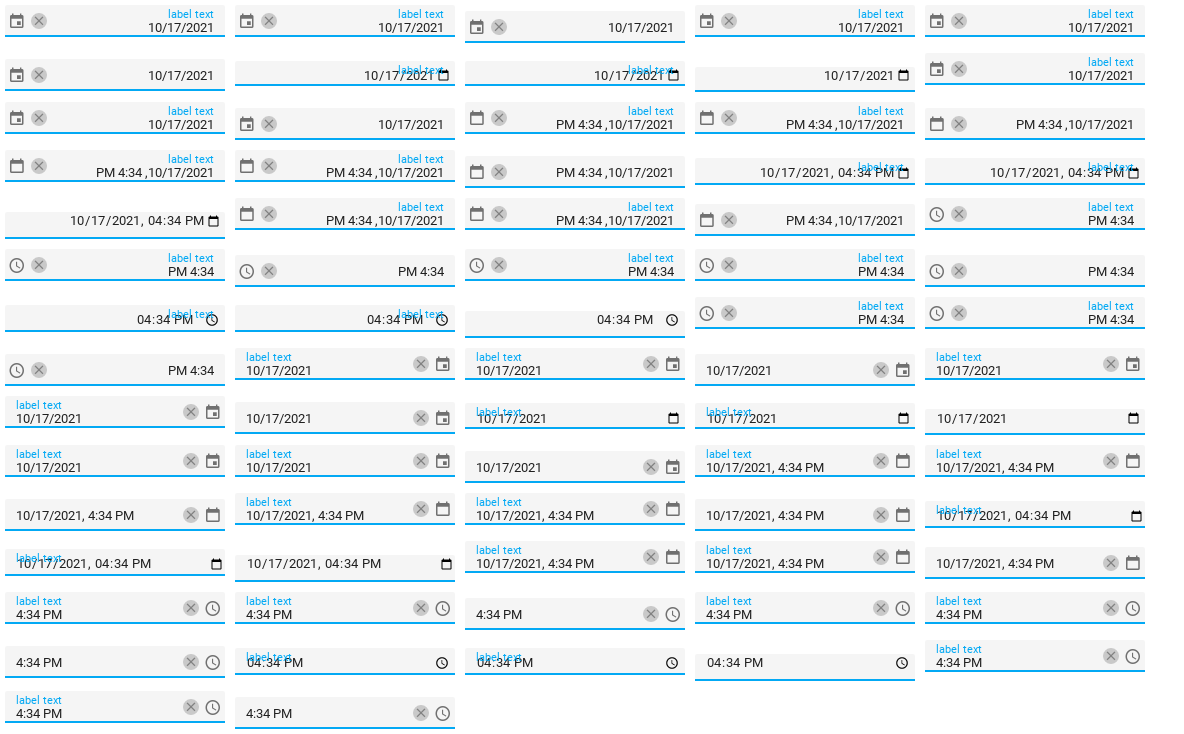 label text label text label text label text
10/17/2021 10/17/2021 10/17/2021 10/17/2021 10/17/2021
label text label text
10/17/2021 10/17/2021 10/17/2021 10/17/2021 10/17/2021
label text label text label text
10/17/2021 10/17/2021 PM 4:34 ,10/17/2021 PM 4:34 ,10/17/2021 PM 4:34 ,10/17/2021
label text label text label text label text
PM 4:34 ,10/17/2021 PM 4:34 ,10/17/2021 PM 4:34 ,10/17/2021 10/17/2021, 04:34 PM 10/17/2021, 04:34 PM
label text label text label text
10/17/2021, 04:34 PM PM 4:34 ,10/17/2021 PM 4:34 ,10/17/2021 PM 4:34 ,10/17/2021 PM 4:34
label text label text label text
PM 4:34 PM 4:34 PM 4:34 PM 4:34 PM 4:34
label text label text label text label text
04:34 PM 04:34 PM 04:34 PM PM 4:34 PM 4:34
label text label text label text
PM 4:34 10/17/2021 10/17/2021 10/17/2021 10/17/2021
label text label text label text
10/17/2021 10/17/2021 10/17/2021 10/17/2021 10/17/2021
label text label text label text label text
10/17/2021 10/17/2021 10/17/2021 10/17/2021, 4:34 PM 10/17/2021, 4:34 PM
label text label text label text
10/17/2021, 4:34 PM 10/17/2021, 4:34 PM 10/17/2021, 4:34 PM 10/17/2021, 4:34 PM 10/17/2021, 04:34 PM
label text label text label text
10/17/2021, 04:34 PM 10/17/2021, 04:34 PM 10/17/2021, 4:34 PM 10/17/2021, 4:34 PM 10/17/2021, 4:34 PM
label text label text label text label text
4:34 PM 4:34 PM 4:34 PM 4:34 PM 4:34 PM
label text label text label text
4:34 PM 04:34 PM 04:34 PM 04:34 PM 4:34 PM
label text
4:34 PM 4:34 PM